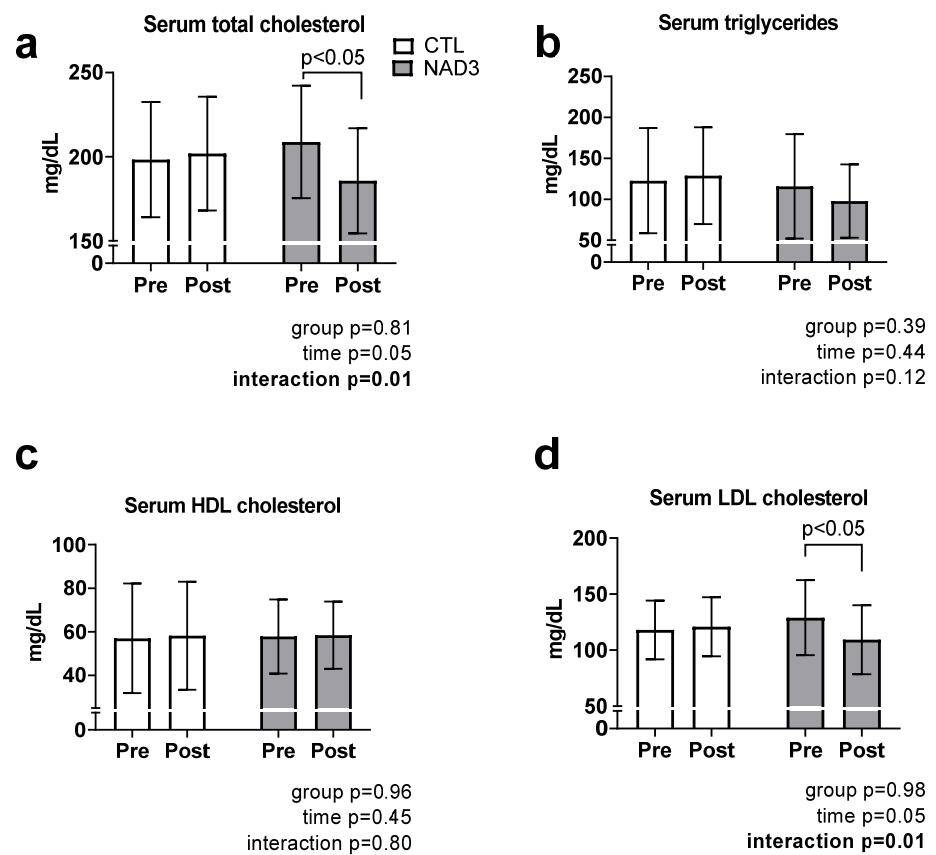 a
Serum total cholesterol
CTL
NAD3
p<0.05
mg/dL
250
200
150
0
Pre Post Pre Post
group p=0.81
time p=0.05
interaction p=0.01
b
Serum triglycerides
mg/dL
250
200
150
100
50
0
Pre Post Pre Post
group p=0.39
time p=0.44
interaction p=0.12
c
Serum HDL cholesterol
mg/dL
100
80
60
40
0
Pre Post Pre Post
group p=0.96
time p=0.45
interaction p=0.80
d
Serum LDL cholesterol
p<0.05
mg/dL
200
150
100
50
0
Pre Post Pre Post
group p=0.98
time p=0.05
interaction p=0.01